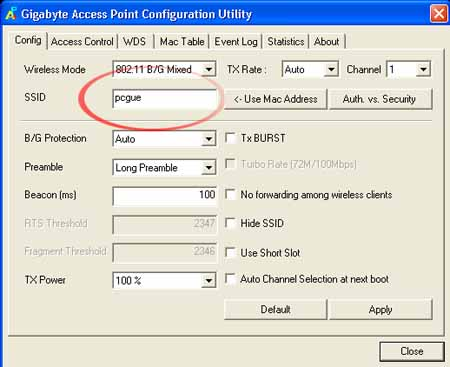 Gigabyte Access Point Configuration Utility
Config Access Control WDS Mac Table Event Log Statistics About
Wireless Mode 802.11 B/G Mixed TX Rate : Auto Channel 1
SSID pcgue <- Use Mac Address Auth. vs. Security
B/G Protection Auto Tx BURST
Preamble Long Preamble Turbo Rate (72M/100Mbps)
Beacon (ms) 100 No forwarding among wireless clients
RTS Threshold 2347 Hide SSID
Fragment Threshold 2346 Use Short Slot
TX Power 100 % Auto Channel Selection at next boot
Default Apply
Close